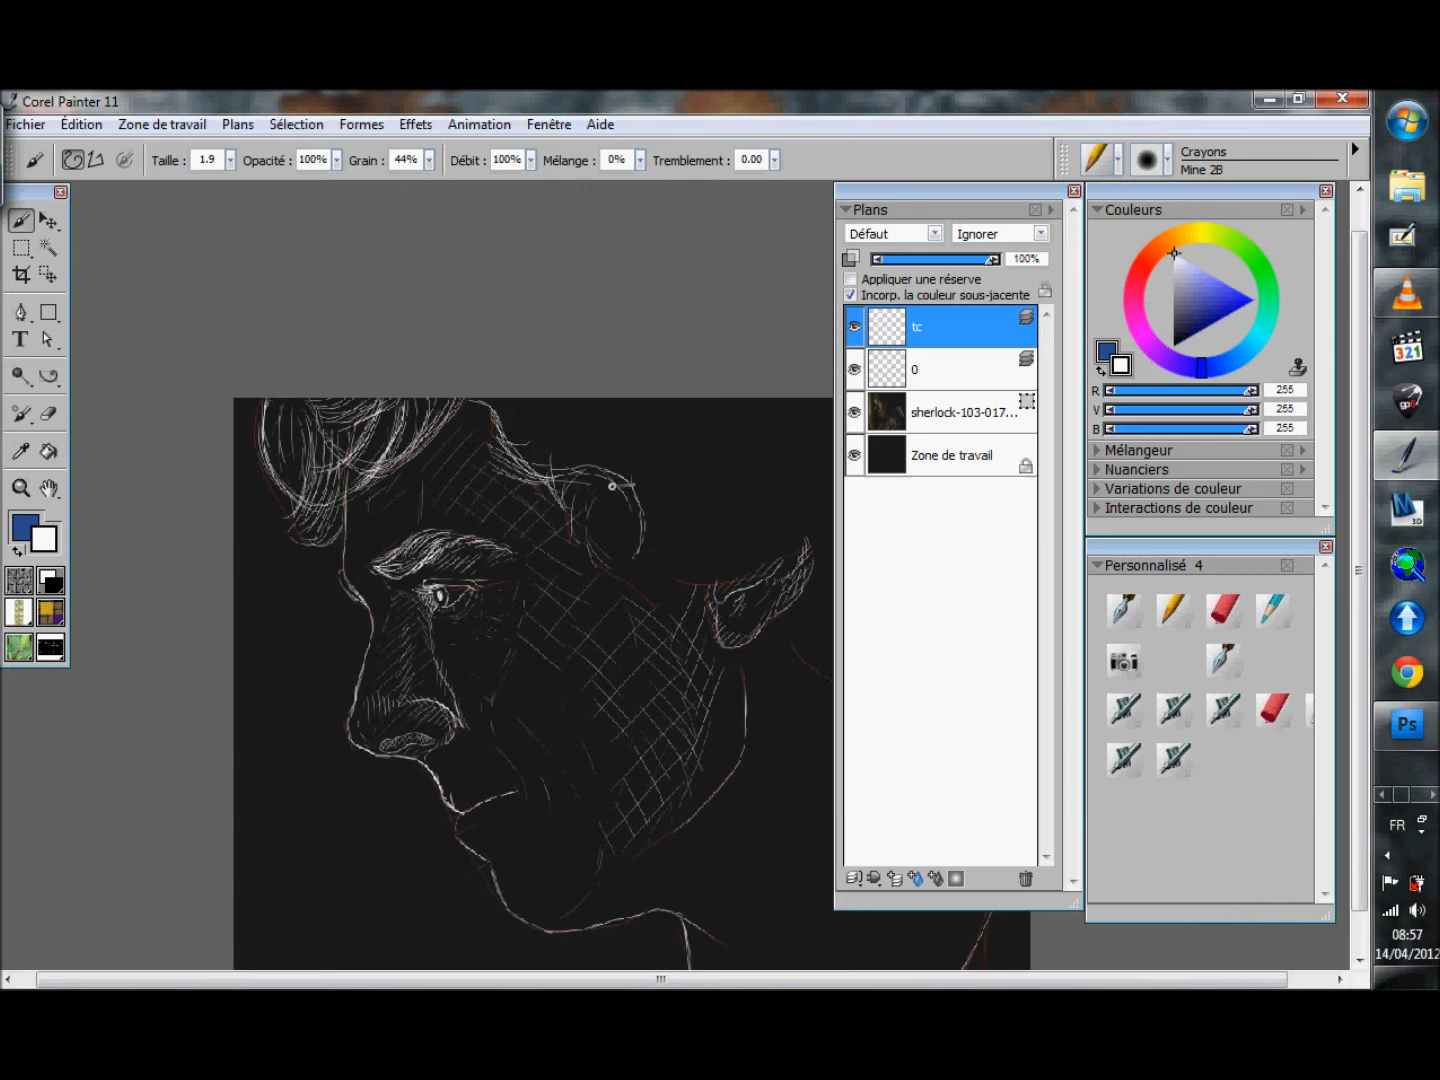 Corel Painter 11
Fichier Édition Zone de travail Plans Sélection Formes Effets Animation Fenêtre Aide
Taille : 1.9 Opacité : 100% Grain : 44% Débit : 100% Mélange : 0% Tremblement : 0.00
Crayons
Mine 2B
Plans
Défaut Ignorer
100%
Appliquer une réserve
Incorp. la couleur sous-jacente
tc
0
sherlock-103-017...
Zone de travail
Couleurs
R 255
V 255
B 255
Mélangeur
Nuanciers
Variations de couleur
Interactions de couleur
Personnalisé 4
T
321
3D
Ps
FR
08:57
14/04/2012